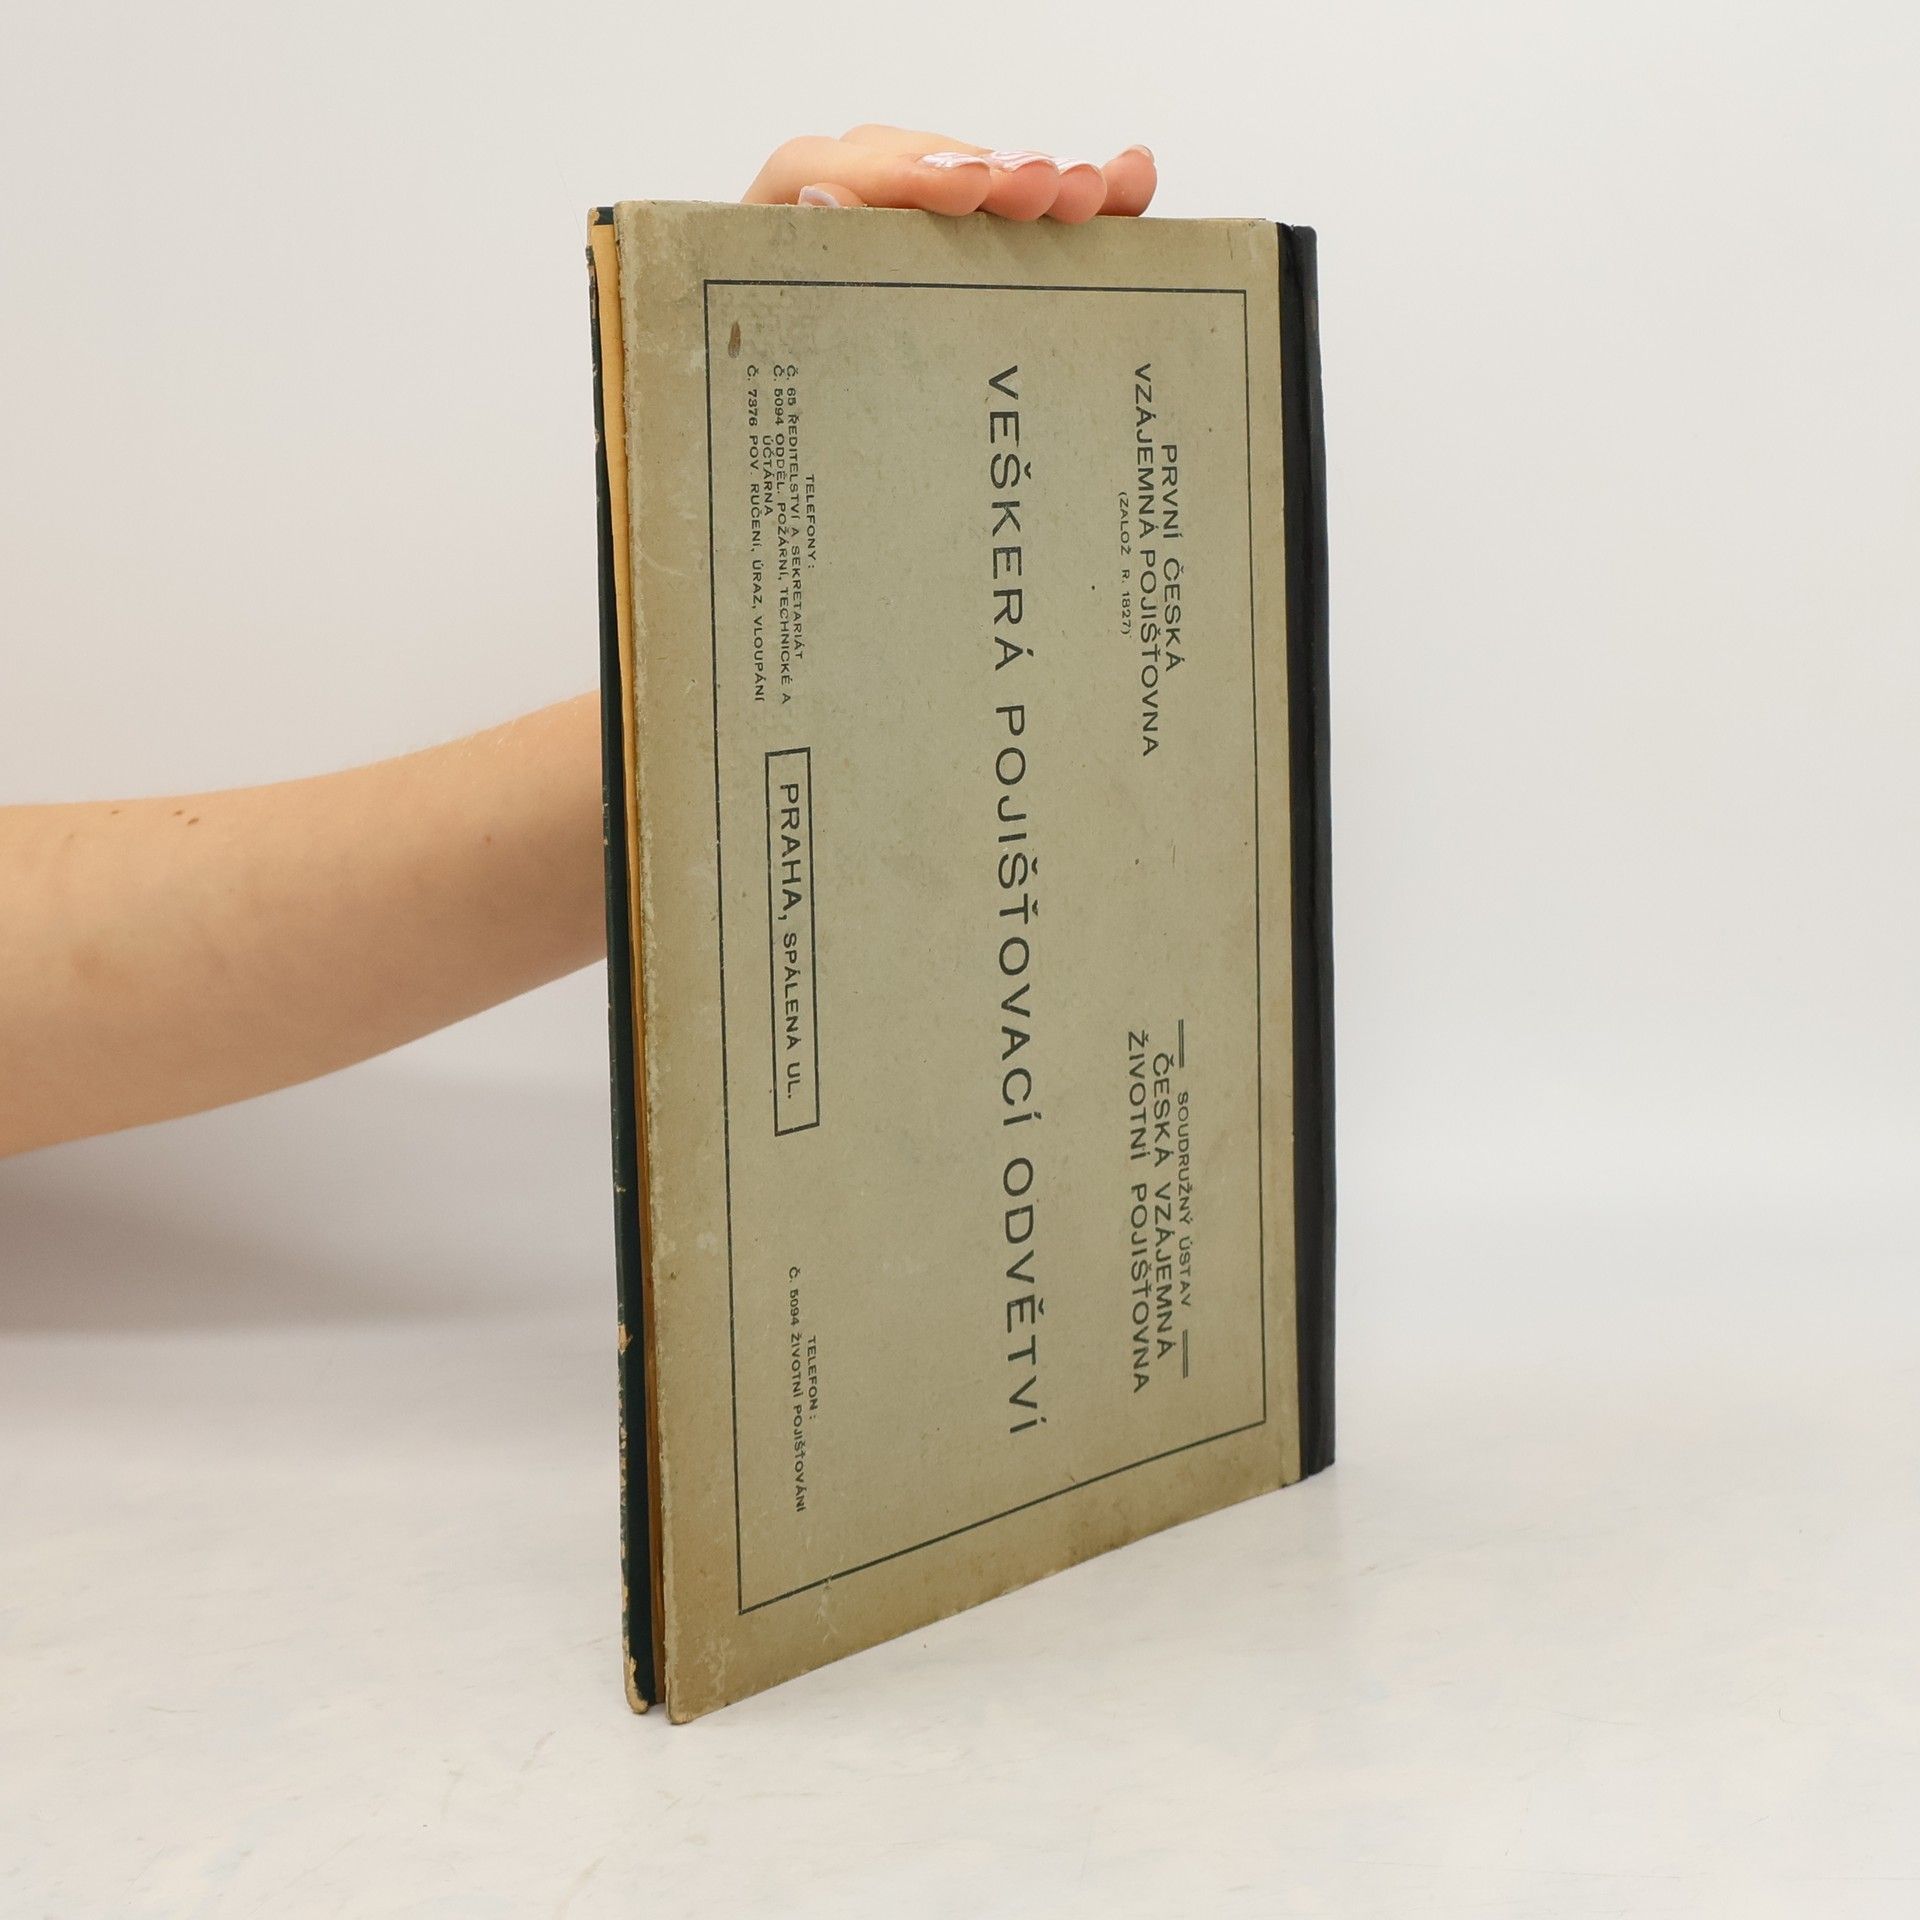 PRVNÍ ČESKÁ
VZÁJEMNÁ POJIŠŤOVNA
(ZALOŽ R. 1827)
SOUDRUŽNÝ ÚSTAV
ČESKÁ VZÁJEMNÁ
ŽIVOTNÍ POJIŠŤOVNA
VEŠKERÁ POJIŠŤOVACÍ ODVĚTVÍ
TELEFONY:
Č. 65 ŘEDITELSTVÍ A SEKRETARIÁT
Č. 5094 ODDĚL. POŽÁRNÍ, TECHNICKÉ A
ÚČTÁRNA
Č. 7376 POV. RUČENÍ, ÚRAZ, VLOUPÁNÍ
PRAHA, SPÁLENÁ UL.
TELEFON:
Č. 5094 ŽIVOTNÍ POJIŠŤOVÁNÍ